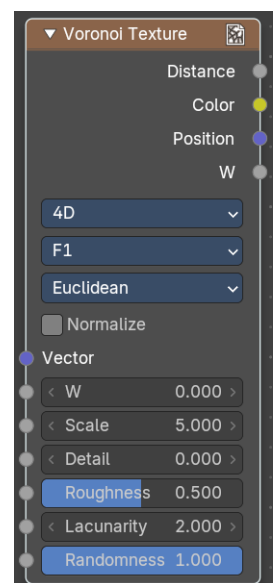 Voronoi Texture
Distance
Color
Position
W
4D
F1
Euclidean
Normalize
Vector
W 0.000
Scale 5.000
Detail 0.000
Roughness 0.500
Lacunarity 2.000
Randomness 1.000